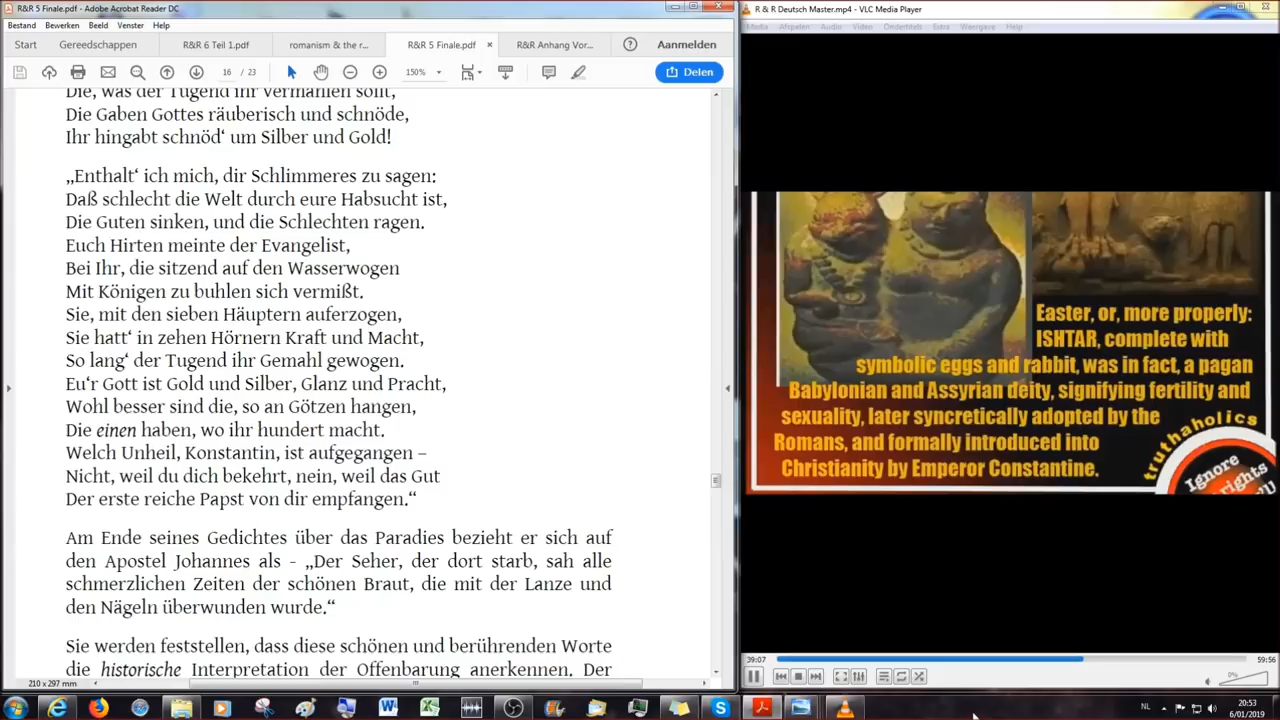 R&R 5 Finale.pdf - Adobe Acrobat Reader DC
Bestand Bewerken Beeld Venster Help
Start Gereedschappen R&R 6 Teil 1.pdf romanism & the r... R&R 5 Finale.pdf × R&R Anhang Vor... Aanmelden
16 / 23 150% Delen
Die, was der Tugend ihr vermählen sollt,
Die Gaben Gottes räuberisch und schnöde,
Ihr hingabt schnöd‘ um Silber und Gold!
„Enthalt‘ ich mich, dir Schlimmeres zu sagen:
Daß schlecht die Welt durch eure Habsucht ist,
Die Guten sinken, und die Schlechten ragen.
Euch Hirten meinte der Evangelist,
Bei Ihr, die sitzend auf den Wasserwogen
Mit Königen zu buhlen sich vermißt.
Sie, mit den sieben Häuptern auferzogen,
Sie hatt‘ in zehen Hörnern Kraft und Macht,
So lang‘ der Tugend ihr Gemahl gewogen.
Eu‘r Gott ist Gold und Silber, Glanz und Pracht,
Wohl besser sind die, so an Götzen hangen,
Die einen haben, wo ihr hundert macht.
Welch Unheil, Konstantin, ist aufgegangen –
Nicht, weil du dich bekehrt, nein, weil das Gut
Der erste reiche Papst von dir empfangen.“
Am Ende seines Gedichtes über das Paradies bezieht er sich auf
den Apostel Johannes als - „Der Seher, der dort starb, sah alle
schmerzlichen Zeiten der schönen Braut, die mit der Lanze und
den Nägeln überwunden wurde.“
Sie werden feststellen, dass diese schönen und berührenden Worte
die historische Interpretation der Offenbarung anerkennen. Der
210 x 297 mm
R & R Deutsch Master.mp4 - VLC Media Player
Media Afspelen Audio Video Ondertitels Extra Weergave Help
Easter, or, more properly:
ISHTAR, complete with
symbolic eggs and rabbit, was in fact, a pagan
Babylonian and Assyrian deity, signifying fertility and
sexuality, later syncretically adopted by the
Romans, and formally introduced into
Christianity by Emperor Constantine.
truthaholics
Ignore
39:07 59:56
0%
NL 20:53
6/01/2019